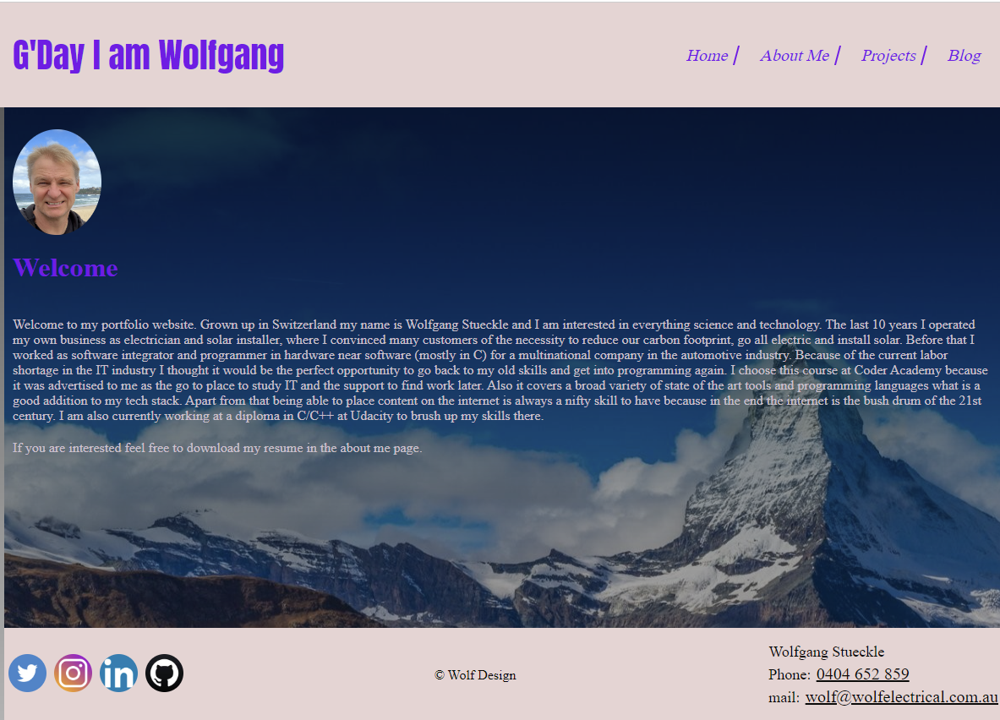 G'Day I am Wolfgang
Home / About Me / Projects / Blog
Welcome
Welcome to my portfolio website. Grown up in Switzerland my name is Wolfgang Stueckle and I am interested in everything science and technology. The last 10 years I operated
my own business as electrician and solar installer, where I convinced many customers of the necessity to reduce our carbon footprint, go all electric and install solar. Before that I
worked as software integrator and programmer in hardware near software (mostly in C) for a multinational company in the automotive industry. Because of the current labor
shortage in the IT industry I thought it would be the perfect opportunity to go back to my old skills and get into programming again. I choose this course at Coder Academy because
it was advertised to me as the go to place to study IT and the support to find work later. Also it covers a broad variety of state of the art tools and programming languages what is a
good addition to my tech stack. Apart from that being able to place content on the internet is always a nifty skill to have because in the end the internet is the bush drum of the 21st
century. I am also currently working at a diploma in C/C++ at Udacity to brush up my skills there.
If you are interested feel free to download my resume in the about me page.
in
© Wolf Design
Wolfgang Stueckle
Phone: 0404 652 859
mail: wolf@wolfelectrical.com.au